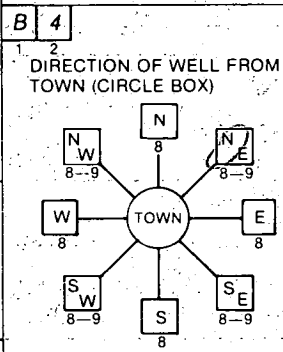 B 4
1 2
DIRECTION OF WELL FROM
TOWN (CIRCLE BOX)
N
8
N W
8-9
N E
8-9
W
8
TOWN
E
8
S W
8-9
S E
8-9
S
8